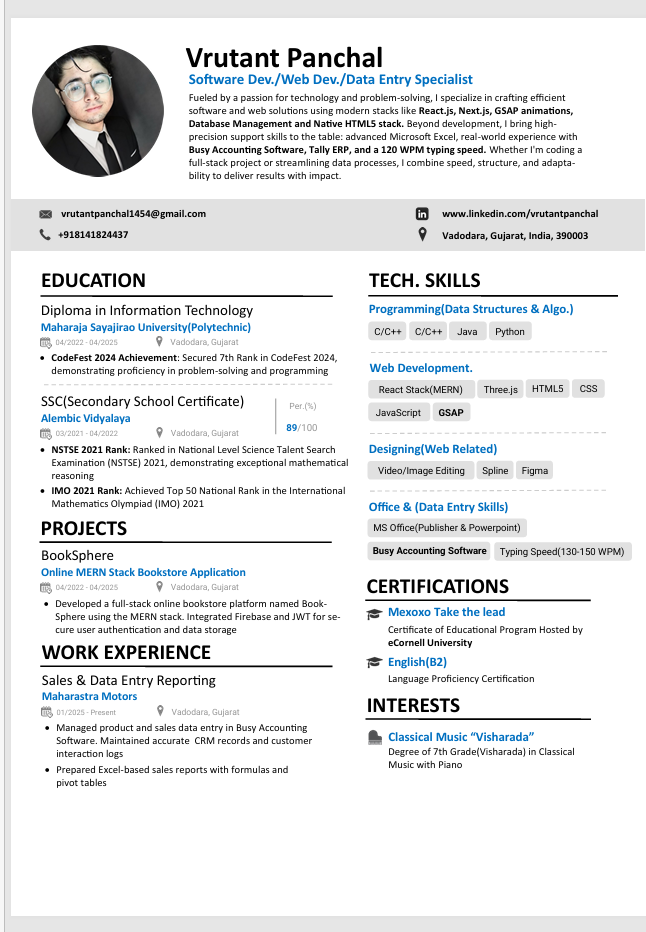 Vrutant Panchal
Software Dev./Web Dev./Data Entry Specialist
Fueled by a passion for technology and problem-solving, I specialize in crafting efficient
software and web solutions using modern stacks like React.js, Next.js, GSAP animations,
Database Management and Native HTML5 stack. Beyond development, I bring high-
precision support skills to the table: advanced Microsoft Excel, real-world experience with
Busy Accounting Software, Tally ERP, and a 120 WPM typing speed. Whether I'm coding a
full-stack project or streamlining data processes, I combine speed, structure, and adapta-
bility to deliver results with impact.
vrutantpanchal1454@gmail.com
+918141824437
www.linkedin.com/vrutantpanchal
Vadodara, Gujarat, India, 390003
EDUCATION
Diploma in Information Technology
Maharaja Sayajirao University(Polytechnic)
04/2022 - 04/2025 Vadodara, Gujarat
• CodeFest 2024 Achievement: Secured 7th Rank in CodeFest 2024,
demonstrating proficiency in problem-solving and programming
SSC(Secondary School Certificate)
Alembic Vidyalaya
03/2021 - 04/2022 Vadodara, Gujarat
Per.(%)
89/100
• NSTSE 2021 Rank: Ranked in National Level Science Talent Search
Examination (NSTSE) 2021, demonstrating exceptional mathematical
reasoning
• IMO 2021 Rank: Achieved Top 50 National Rank in the International
Mathematics Olympiad (IMO) 2021
PROJECTS
BookSphere
Online MERN Stack Bookstore Application
04/2022 - 04/2025 Vadodara, Gujarat
• Developed a full-stack online bookstore platform named Book-
Sphere using the MERN stack. Integrated Firebase and JWT for se-
cure user authentication and data storage
WORK EXPERIENCE
Sales & Data Entry Reporting
Maharastra Motors
01/2025 - Present Vadodara, Gujarat
• Managed product and sales data entry in Busy Accounting
Software. Maintained accurate CRM records and customer
interaction logs
• Prepared Excel-based sales reports with formulas and
pivot tables
TECH. SKILLS
Programming(Data Structures & Algo.)
C/C++ C/C++ Java Python
Web Development.
React Stack(MERN) Three.js HTML5 CSS
JavaScript GSAP
Designing(Web Related)
Video/Image Editing Spline Figma
Office & (Data Entry Skills)
MS Office(Publisher & Powerpoint)
Busy Accounting Software Typing Speed(130-150 WPM)
CERTIFICATIONS
Mexoxo Take the lead
Certificate of Educational Program Hosted by
eCornell University
English(B2)
Language Proficiency Certification
INTERESTS
Classical Music “Visharada”
Degree of 7th Grade(Visharada) in Classical
Music with Piano